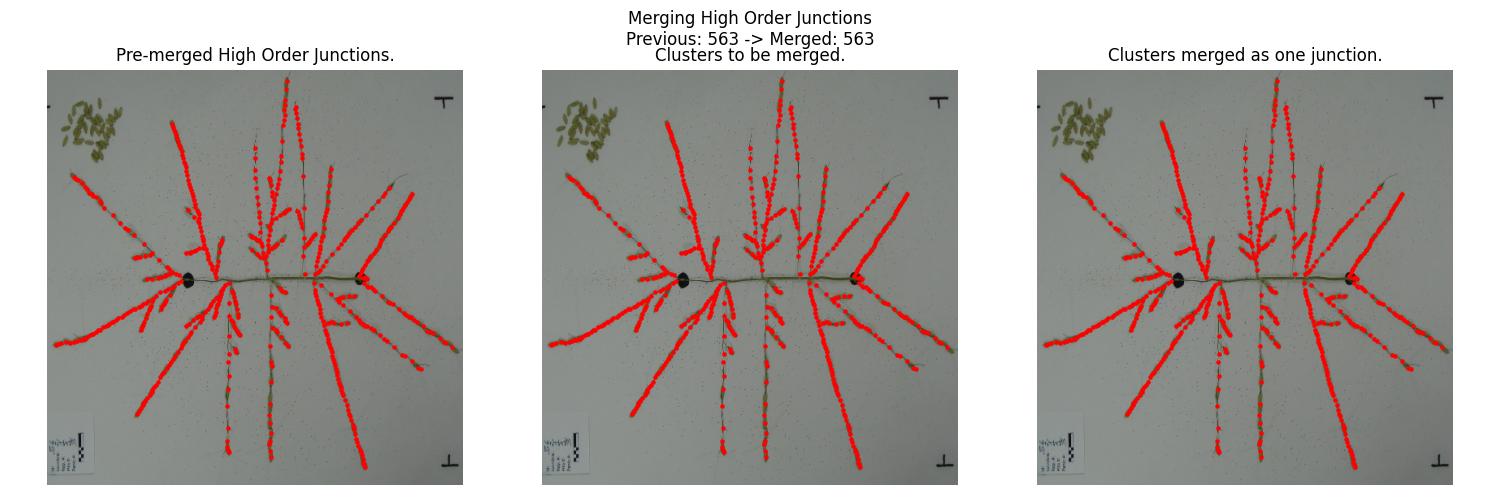 Merging High Order Junctions
Previous: 563 -> Merged: 563
Pre-merged High Order Junctions.
Clusters to be merged.
Clusters merged as one junction.